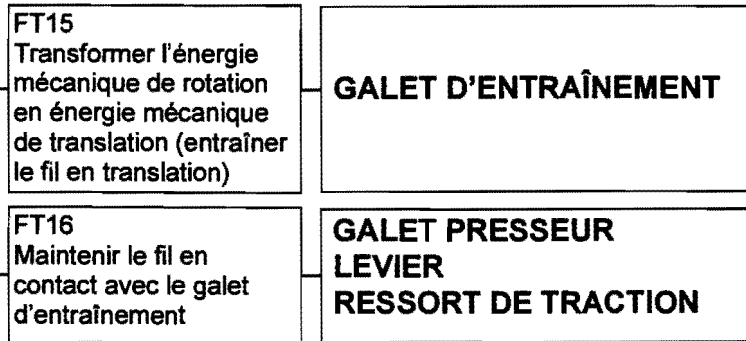 FT15
Transformer l'énergie
mécanique de rotation
en énergie mécanique
de translation (entraîner
le fil en translation)
GALET D'ENTRAÎNEMENT
FT16
Maintenir le fil en
contact avec le galet
d'entraînement
GALET PRESSEUR
LEVIER
RESSORT DE TRACTION